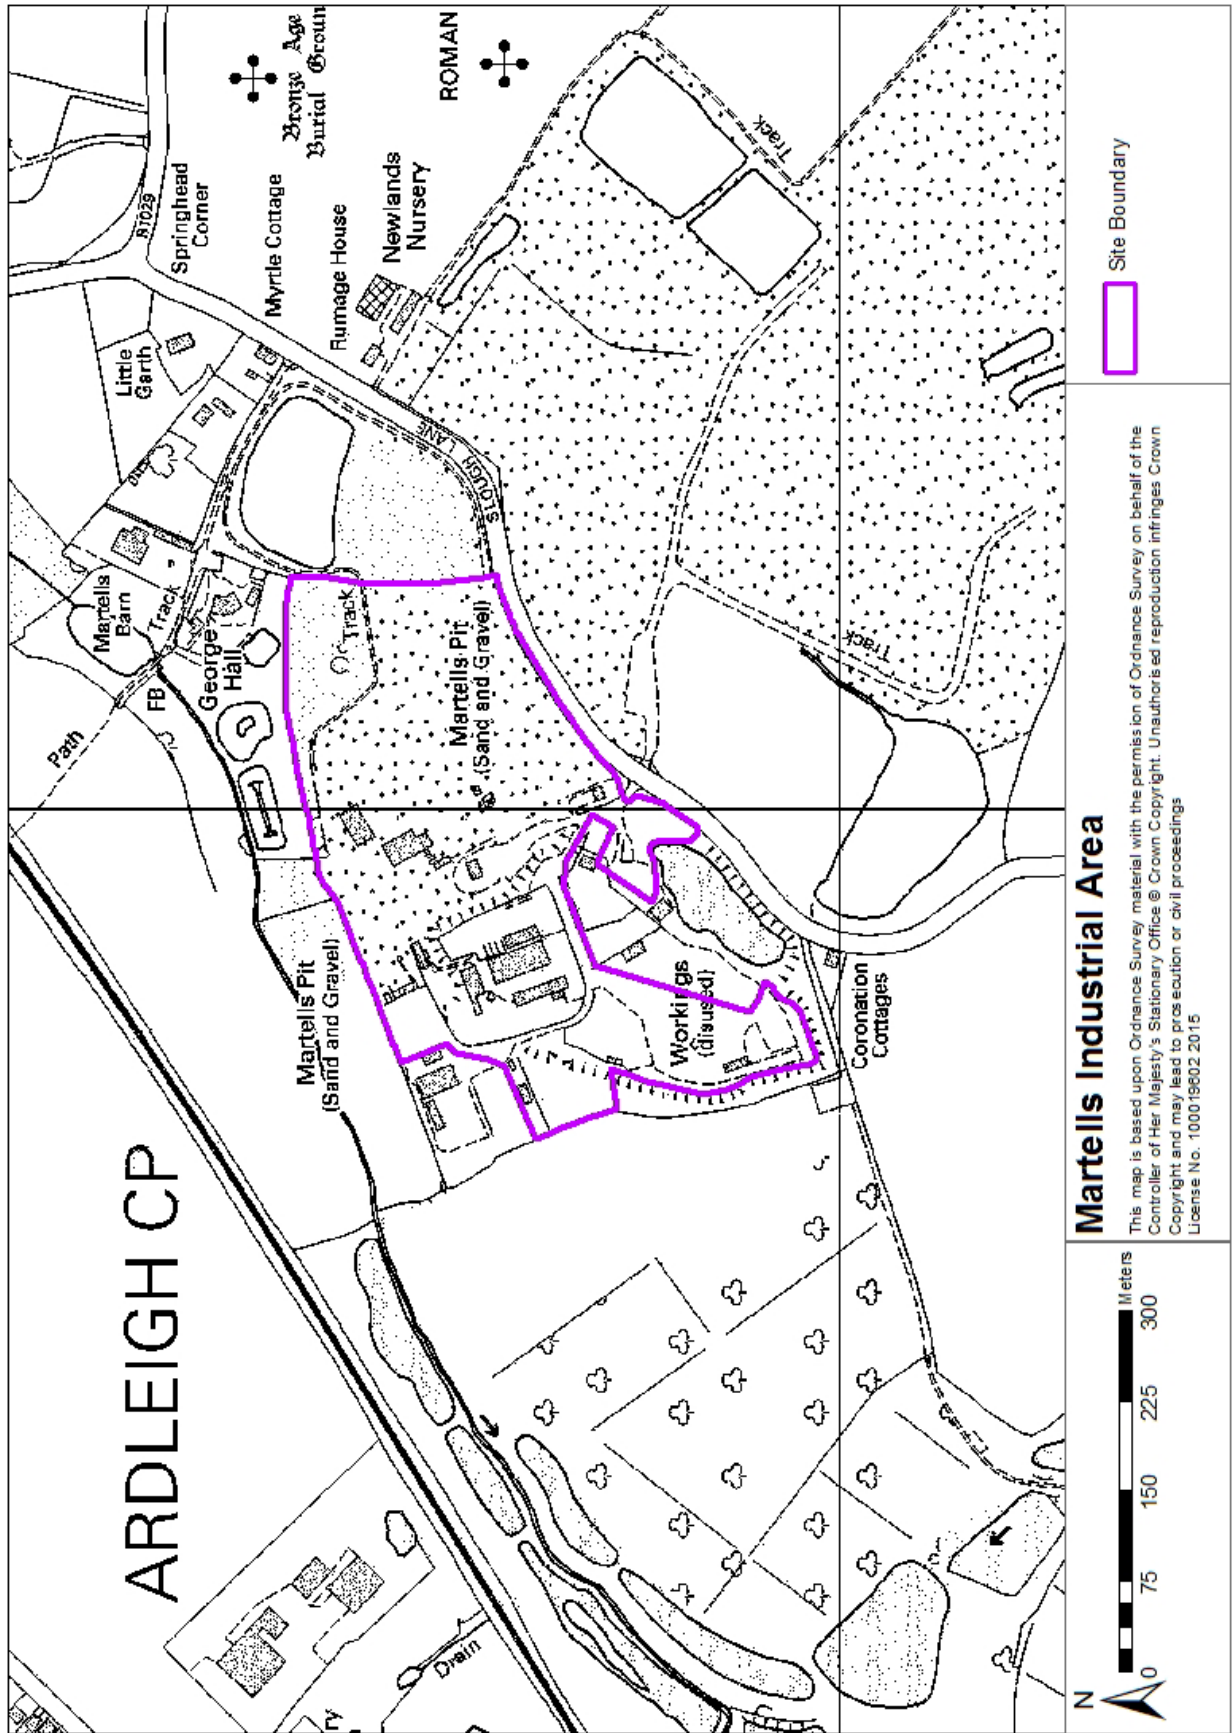 ARDLEIGH CP
Path
FB
Martells
Barn
Track
George
Hall
Little
Garth
B1029
Springhead
Corner
Myrtle Cottage
Rumage House
Newlands
Nursery
Bronze Age
Burial Groun
ROMAN
SLOUGH LANE
Track
Martells Pit
(Sand and Gravel)
Martells Pit
(Sand and Gravel)
Workings
(disused)
Coronation
Cottages
Track
Track
Drain
ry
N
0 75 150 225 300
Meters
Martells Industrial Area
This map is based upon Ordnance Survey material with the permission of Ordnance Survey on behalf of the
Controller of Her Majesty's Stationary Office © Crown Copyright. Unauthorised reproduction infringes Crown
Copyright and may lead to prosecution or civil proceedings
License No. 100019602 2015
Site Boundary